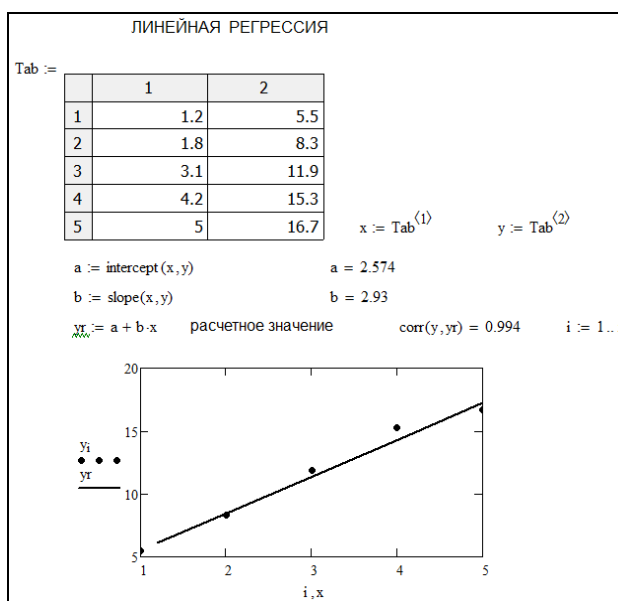 ЛИНЕЙНАЯ РЕГРЕССИЯ
Tab :=
1 2
1 1.2 5.5
2 1.8 8.3
3 3.1 11.9
4 4.2 15.3
5 5 16.7
x := Tab⟨1⟩ y := Tab⟨2⟩
a := intercept(x,y) a = 2.574
b := slope(x,y) b = 2.93
yr := a + b·x расчетное значение corr(y,yr) = 0.994 i := 1..
20
15
10
5
yi
yr
1 2 3 4 5
i,x